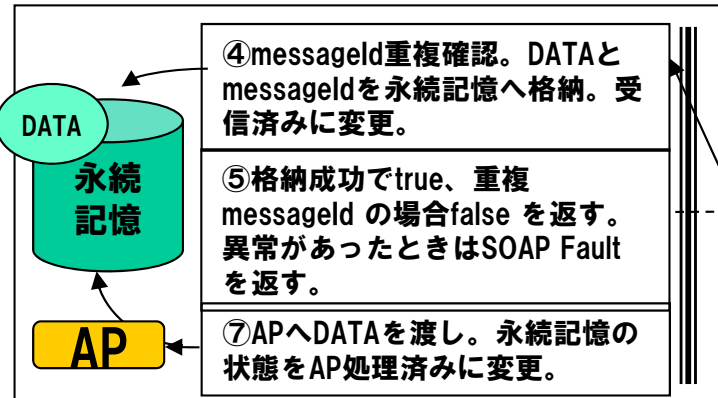 ④messageId重複確認。DATAと
messageIdを永続記憶へ格納。受
信済みに変更。
DATA
永続
記憶
⑤格納成功でtrue、重複
messageId の場合false を返す。
異常があったときはSOAP Fault
を返す。
AP
⑦APへDATAを渡し。永続記憶の
状態をAP処理済みに変更。